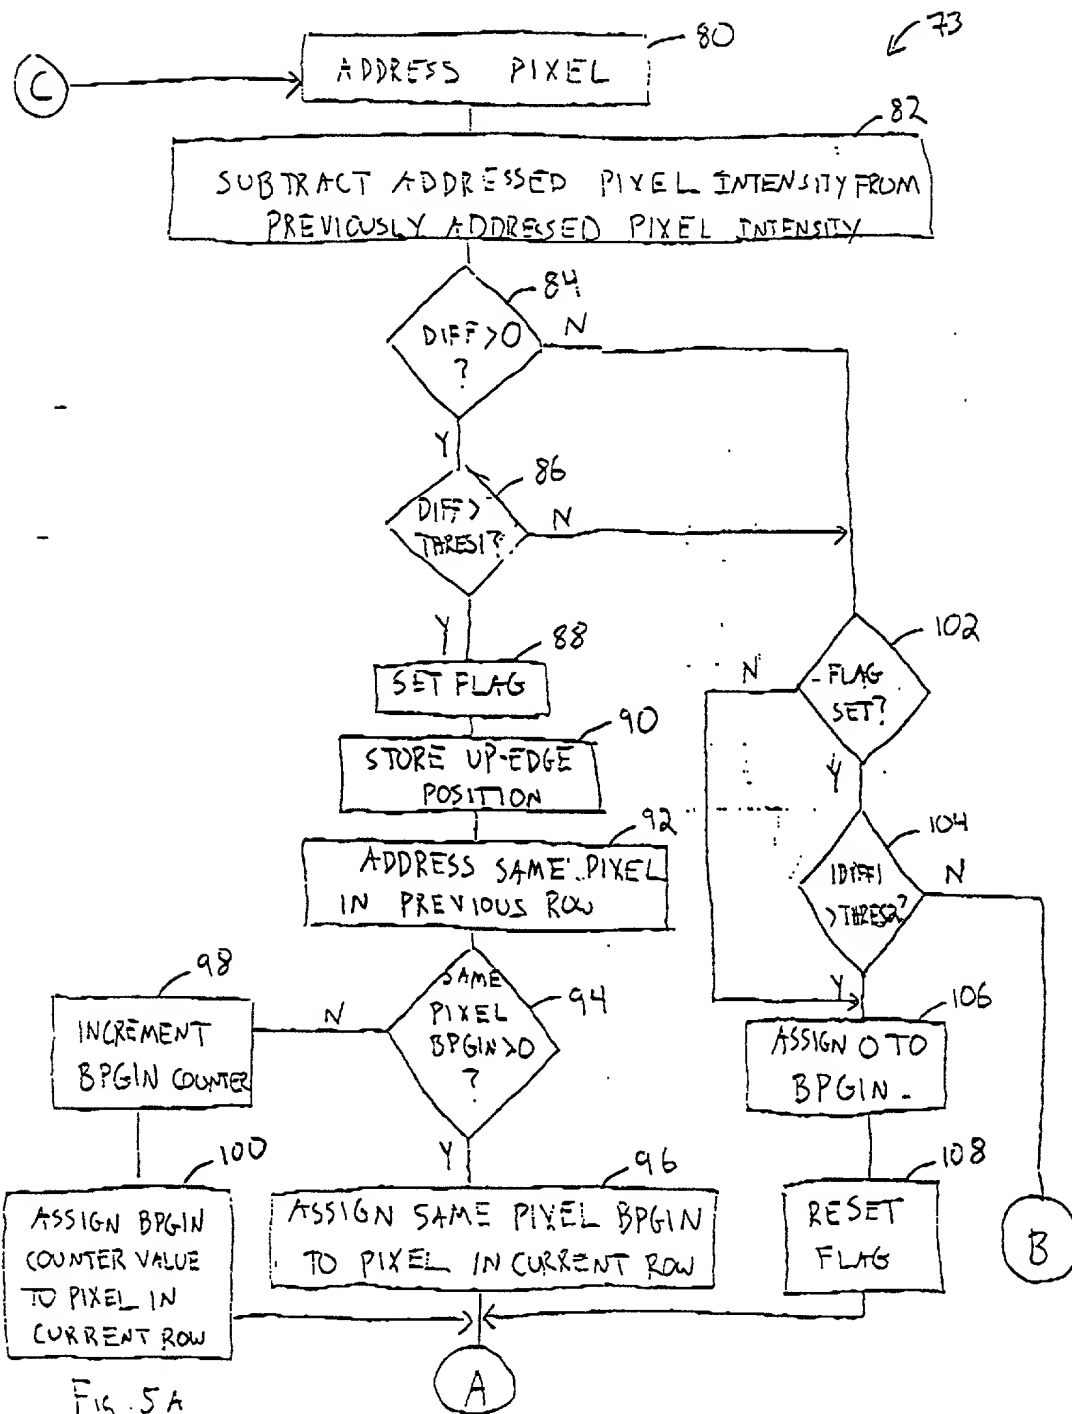 73
80
C
ADDRESS PIXEL
82
SUBTRACT ADDRESSED PIXEL INTENSITY FROM
PREVIOUSLY ADDRESSED PIXEL INTENSITY
84
DIFF>0
?
N
Y
86
DIFF>
THRES1?
N
Y
88
SET FLAG
102
FLAG
SET?
N
Y
90
STORE UP-EDGE
POSITION
92
ADDRESS SAME PIXEL
IN PREVIOUS ROW
104
|DIFF|
>THRES2?
N
Y
94
SAME
PIXEL
BPGIN>0
?
N
Y
98
INCREMENT
BPGIN COUNTER
106
ASSIGN 0 TO
BPGIN
100
ASSIGN BPGIN
COUNTER VALUE
TO PIXEL IN
CURRENT ROW
96
ASSIGN SAME PIXEL BPGIN
TO PIXEL IN CURRENT ROW
108
RESET
FLAG
B
A
FIG. 5A